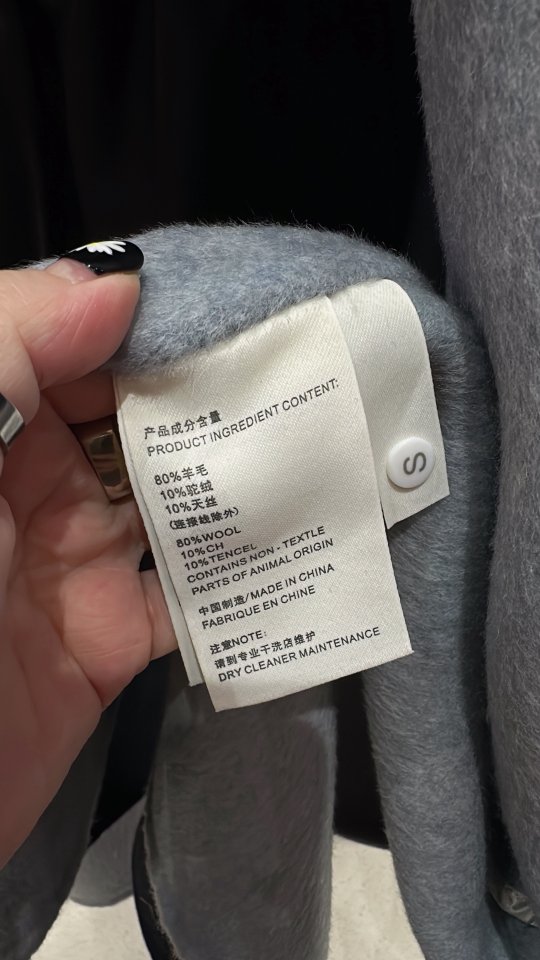 产品成分含量
PRODUCT INGREDIENT CONTENT:
80%羊毛
10%驼绒
10%天丝
(连接线除外)
80%WOOL
10%CH
10%TENCEL
CONTAINS NON - TEXTLE
PARTS OF ANIMAL ORIGIN
中国制造/MADE IN CHINA
FABRIQUE EN CHINE
注意NOTE:
请到专业干洗店维护
DRY CLEANER MAINTENANCE
S